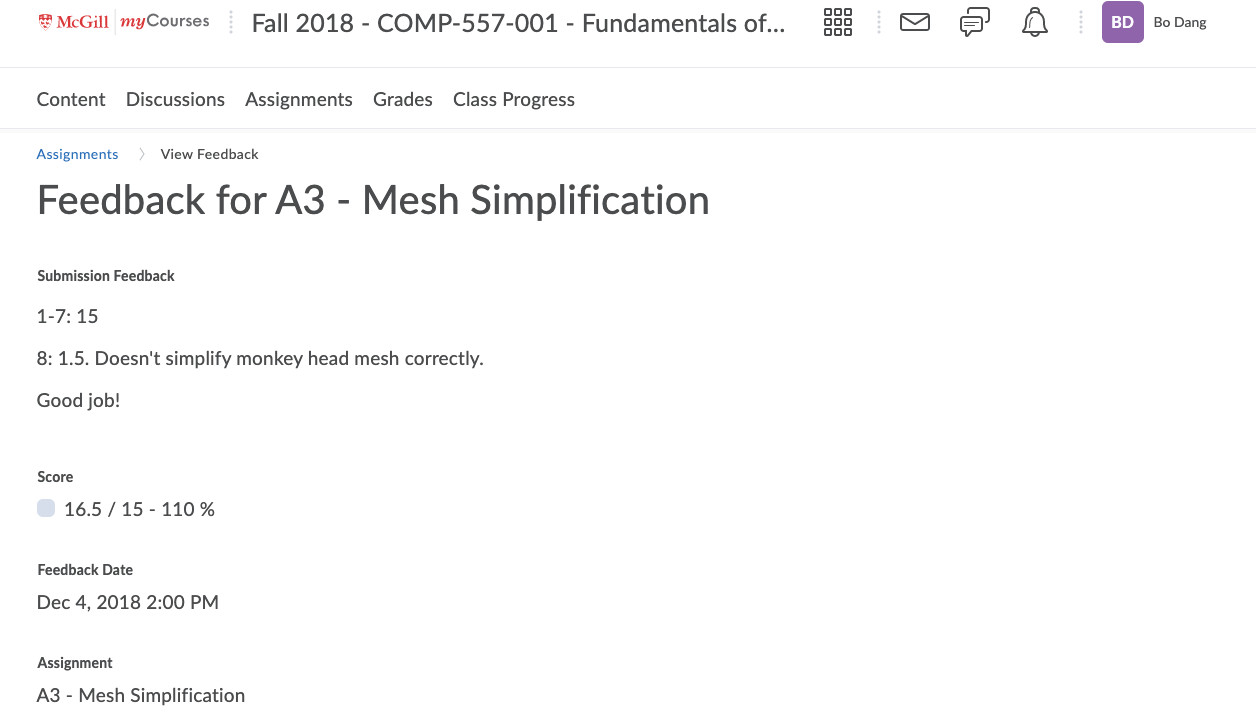 McGill myCourses Fall 2018 - COMP-557-001 - Fundamentals of... BD Bo Dang
Content Discussions Assignments Grades Class Progress
Assignments View Feedback
Feedback for A3 - Mesh Simplification
Submission Feedback
1-7: 15
8: 1.5. Doesn't simplify monkey head mesh correctly.
Good job!
Score
16.5 / 15 - 110 %
Feedback Date
Dec 4, 2018 2:00 PM
Assignment
A3 - Mesh Simplification